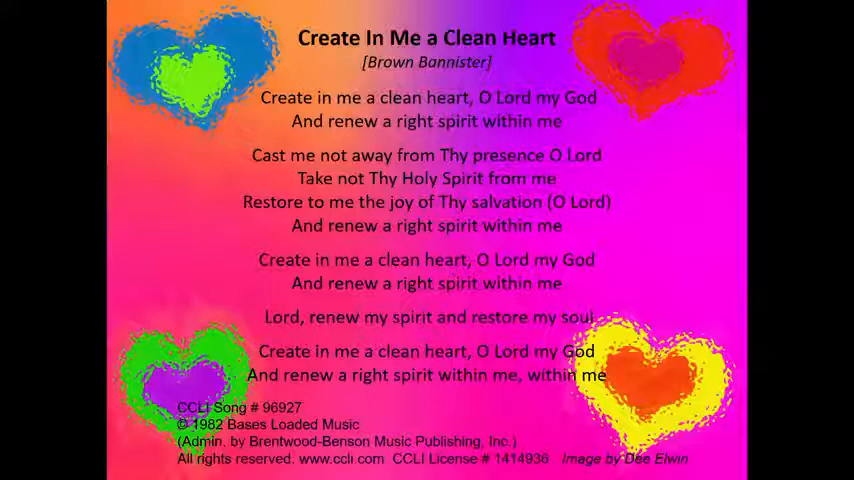 Create In Me a Clean Heart
[Brown Bannister]
Create in me a clean heart, O Lord my God
And renew a right spirit within me
Cast me not away from Thy presence O Lord
Take not Thy Holy Spirit from me
Restore to me the joy of Thy salvation (O Lord)
And renew a right spirit within me
Create in me a clean heart, O Lord my God
And renew a right spirit within me
Lord, renew my spirit and restore my soul
Create in me a clean heart, O Lord my God
And renew a right spirit within me, within me
CCLI Song # 96927
© 1982 Bases Loaded Music
(Admin. by Brentwood-Benson Music Publishing, Inc.)
All rights reserved. www.ccli.com CCLI License # 1414936 Image by Dee Elwin